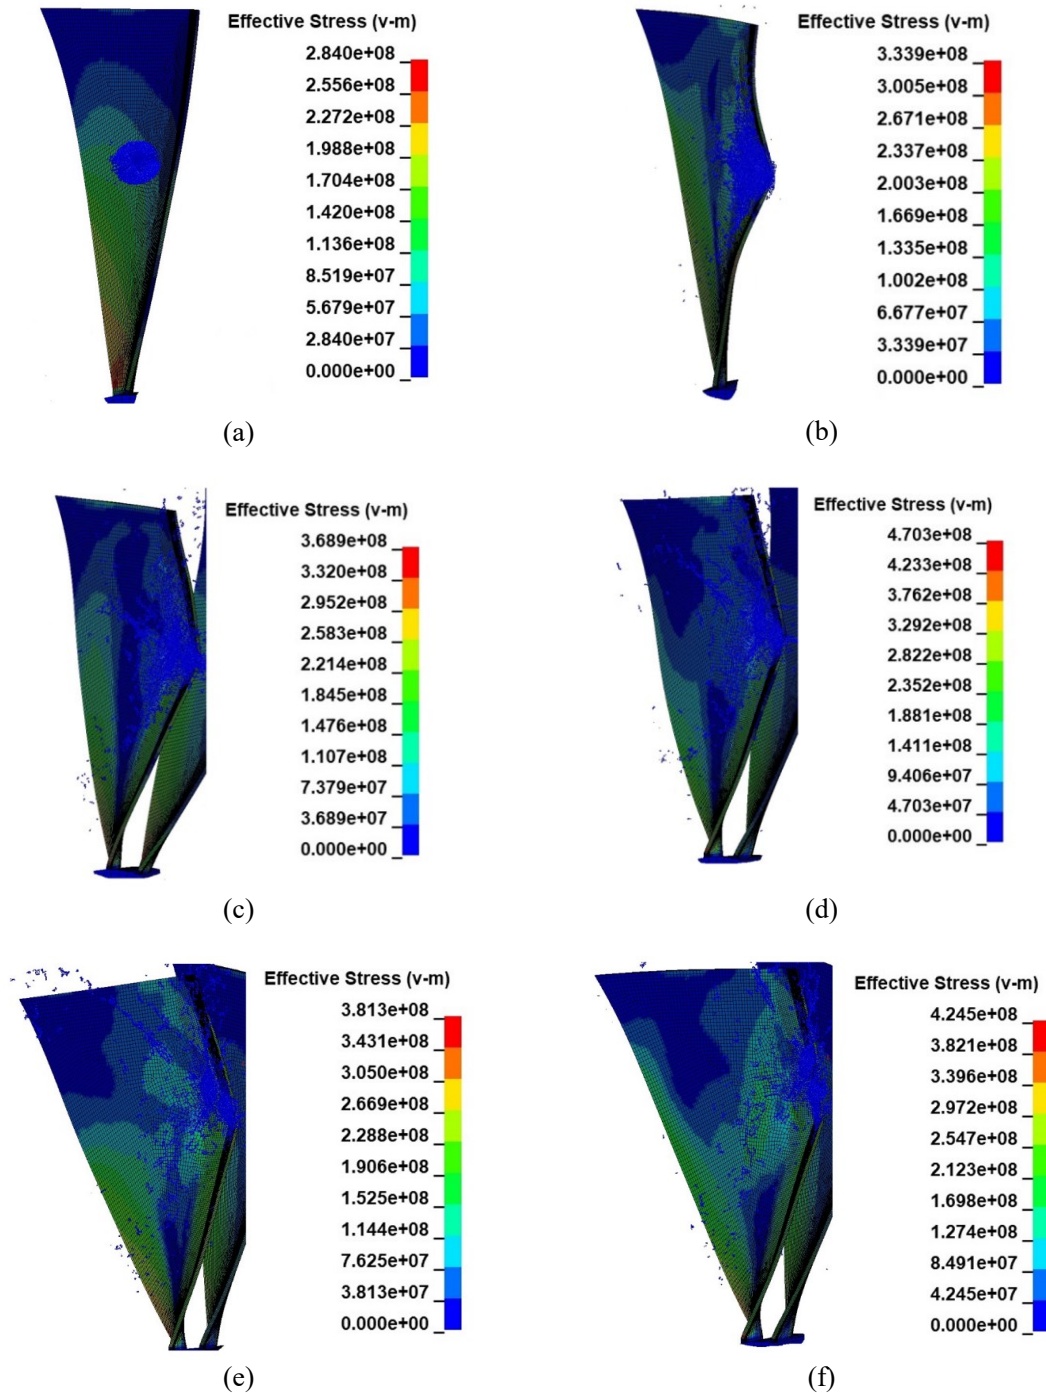 Effective Stress (v-m)
2.840e+08
2.556e+08
2.272e+08
1.988e+08
1.704e+08
1.420e+08
1.136e+08
8.519e+07
5.679e+07
2.840e+07
0.000e+00
(a)
Effective Stress (v-m)
3.339e+08
3.005e+08
2.671e+08
2.337e+08
2.003e+08
1.669e+08
1.335e+08
1.002e+08
6.677e+07
3.339e+07
0.000e+00
(b)
Effective Stress (v-m)
3.689e+08
3.320e+08
2.952e+08
2.583e+08
2.214e+08
1.845e+08
1.476e+08
1.107e+08
7.379e+07
3.689e+07
0.000e+00
(c)
Effective Stress (v-m)
4.703e+08
4.233e+08
3.762e+08
3.292e+08
2.822e+08
2.352e+08
1.881e+08
1.411e+08
9.406e+07
4.703e+07
0.000e+00
(d)
Effective Stress (v-m)
3.813e+08
3.431e+08
3.050e+08
2.669e+08
2.288e+08
1.906e+08
1.525e+08
1.144e+08
7.625e+07
3.813e+07
0.000e+00
(e)
Effective Stress (v-m)
4.245e+08
3.821e+08
3.396e+08
2.972e+08
2.547e+08
2.123e+08
1.698e+08
1.274e+08
8.491e+07
4.245e+07
0.000e+00
(f)